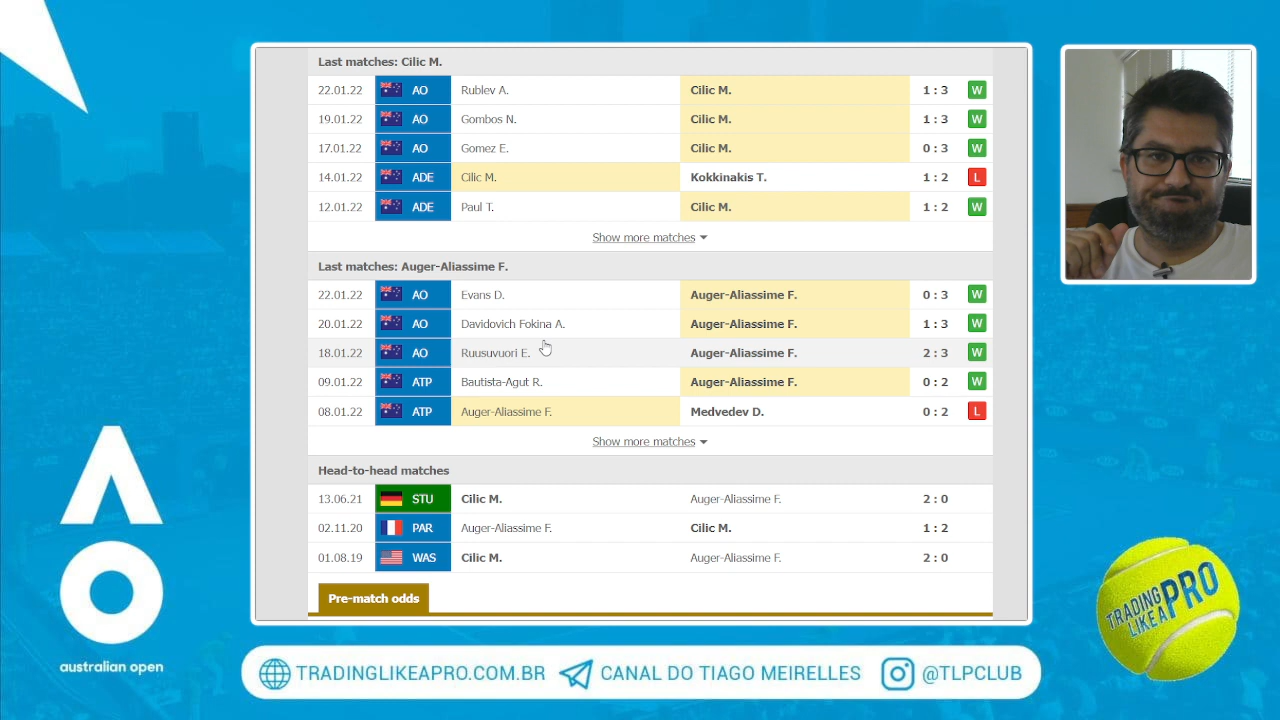 Last matches: Cilic M.
22.01.22 AO Rublev A. Cilic M. 1 : 3 W
19.01.22 AO Gombos N. Cilic M. 1 : 3 W
17.01.22 AO Gomez E. Cilic M. 0 : 3 W
14.01.22 ADE Cilic M. Kokkinakis T. 1 : 2 L
12.01.22 ADE Paul T. Cilic M. 1 : 2 W
Show more matches
Last matches: Auger-Aliassime F.
22.01.22 AO Evans D. Auger-Aliassime F. 0 : 3 W
20.01.22 AO Davidovich Fokina A. Auger-Aliassime F. 1 : 3 W
18.01.22 AO Ruusuvuori E. Auger-Aliassime F. 2 : 3 W
09.01.22 ATP Bautista-Agut R. Auger-Aliassime F. 0 : 2 W
08.01.22 ATP Auger-Aliassime F. Medvedev D. 0 : 2 L
Show more matches
Head-to-head matches
13.06.21 STU Cilic M. Auger-Aliassime F. 2 : 0
02.11.20 PAR Auger-Aliassime F. Cilic M. 1 : 2
01.08.19 WAS Cilic M. Auger-Aliassime F. 2 : 0
Pre-match odds
AO
australian open
TRADING
LIKE A PRO
TRADINGLIKEAPRO.COM.BR CANAL DO TIAGO MEIRELLES @TLPCLUB